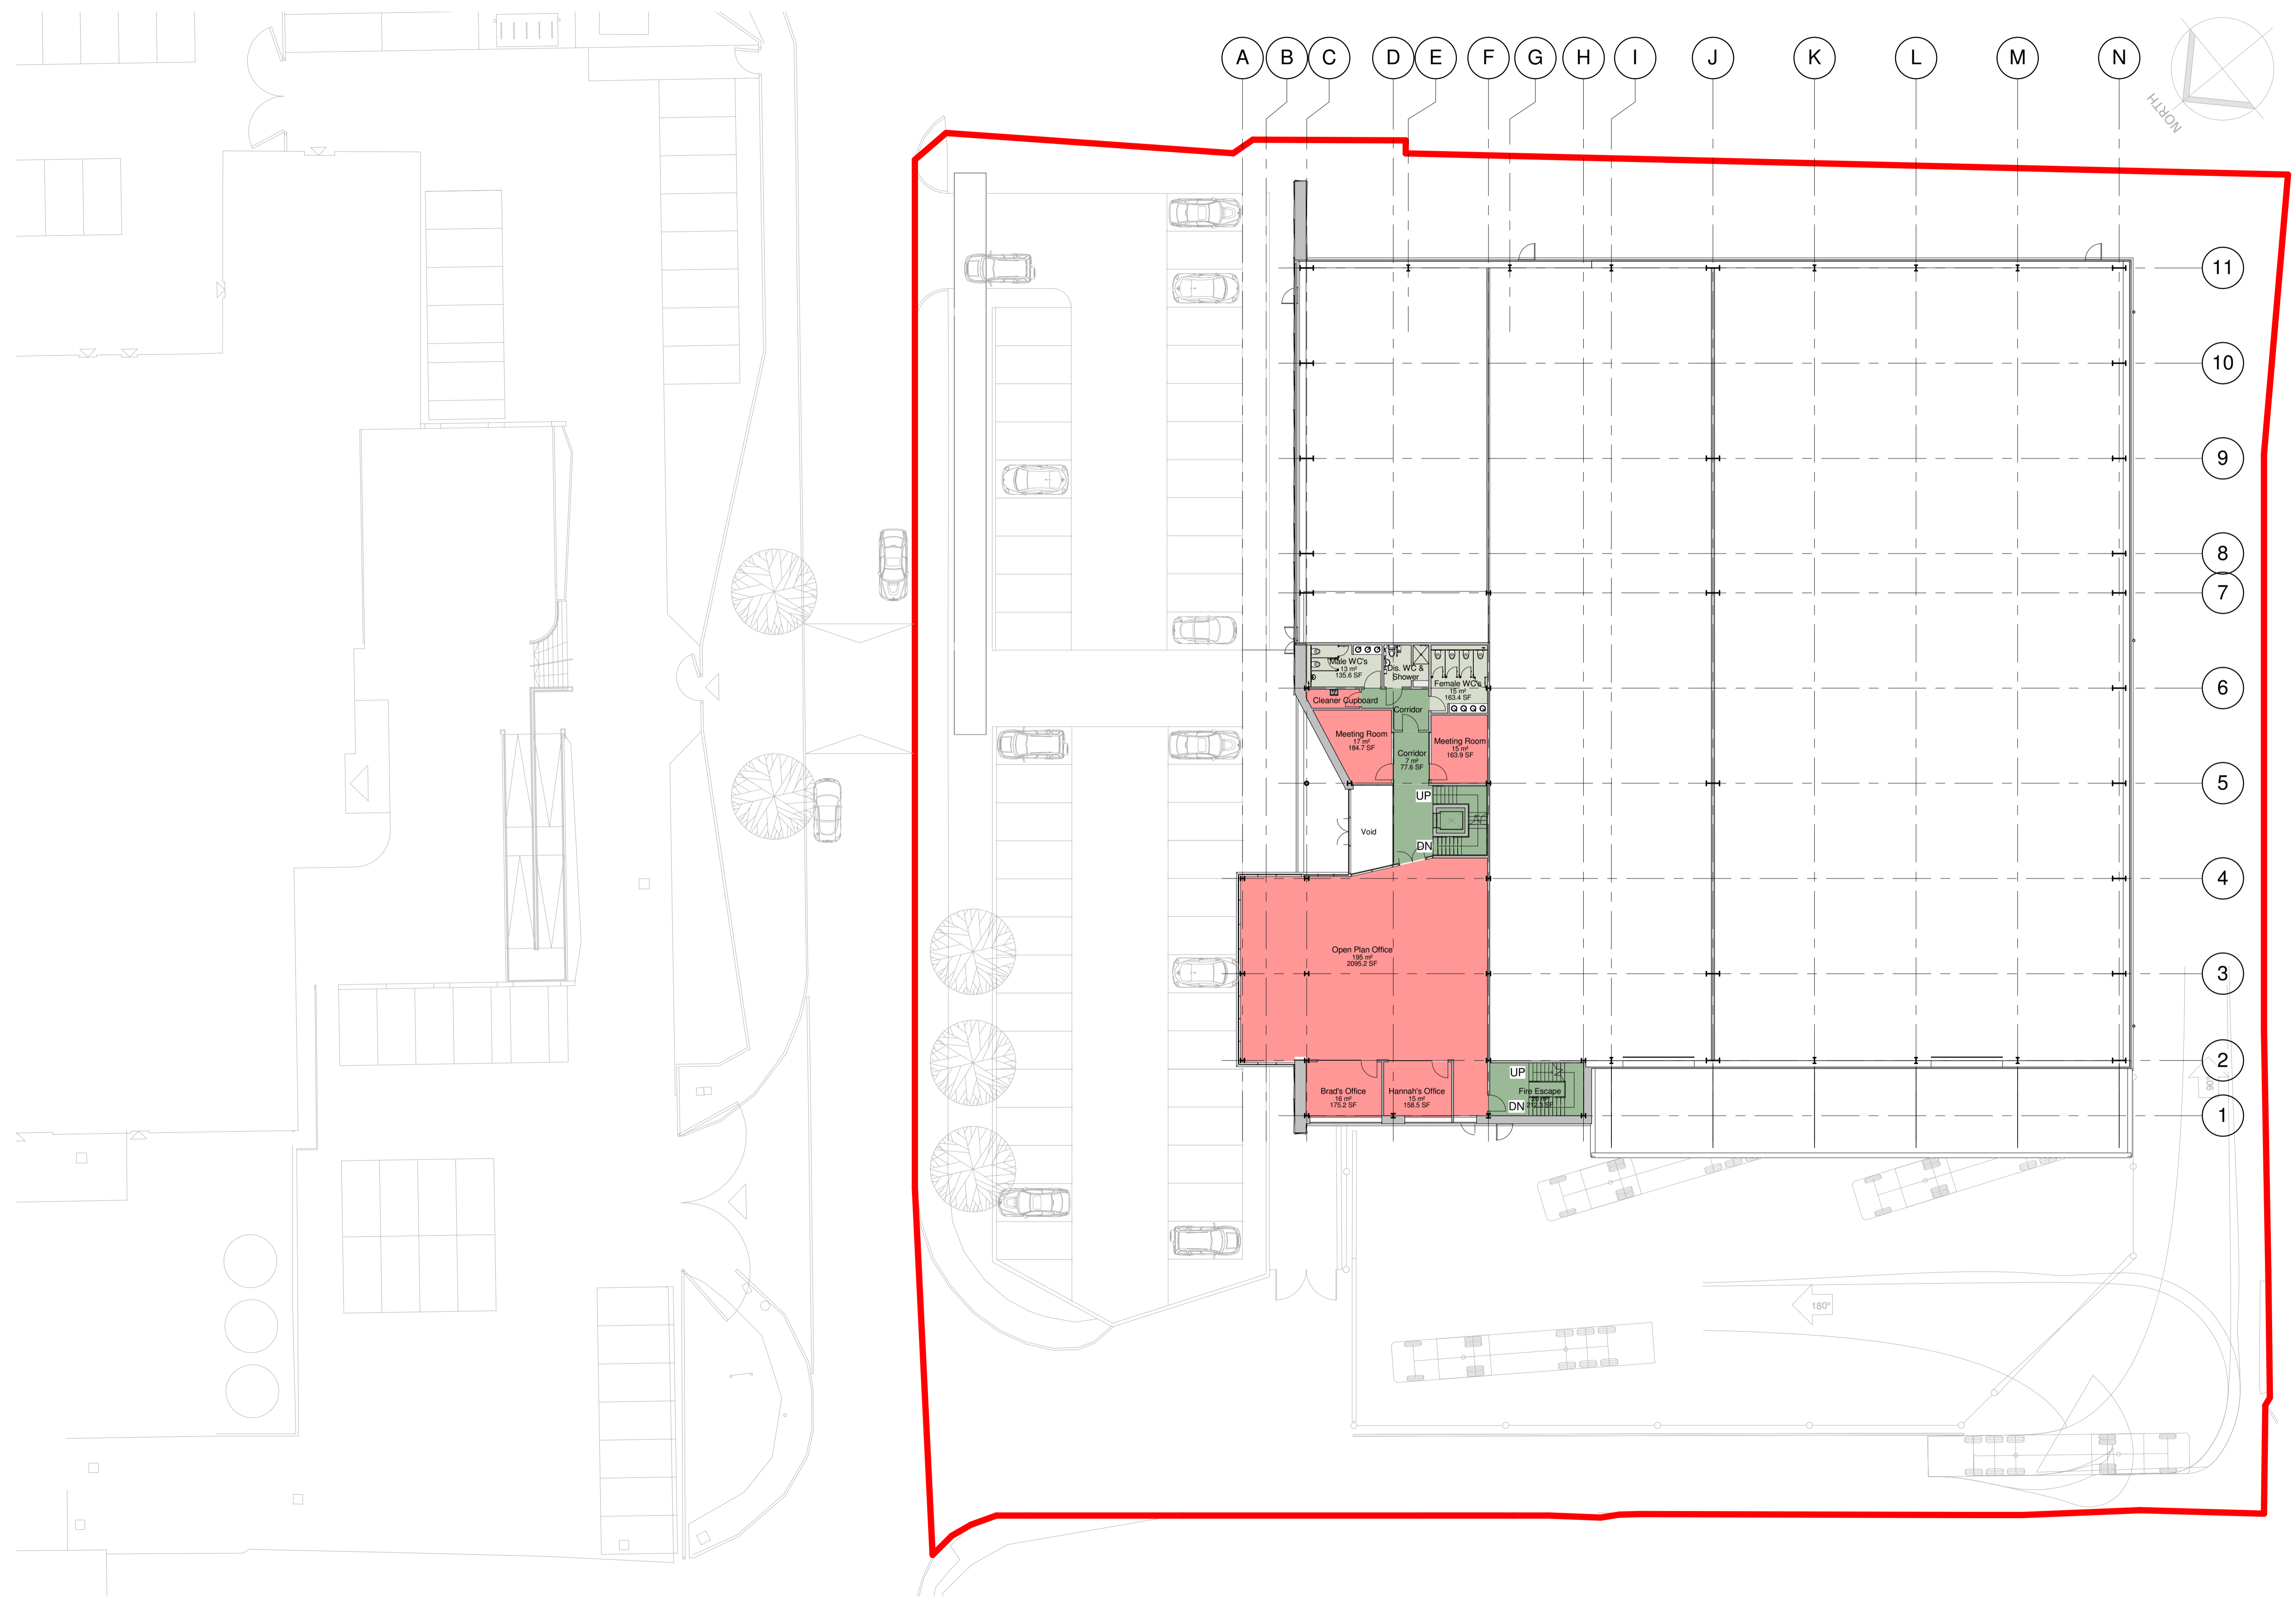 A B C D E F G H I J K L M N
NORTH
11
10
9
8
7
6
5
4
3
2
1
Male WC's
13 m²
135.6 SF
Dis. WC &
Shower
Female WC's
15 m²
163.4 SF
Cleaner Cupboard
Corridor
Meeting Room
17 m²
184.7 SF
Meeting Room
15 m²
163.9 SF
Corridor
7 m²
77.6 SF
UP
Void
DN
Open Plan Office
195 m²
2095.2 SF
Brad's Office
16 m²
175.2 SF
Hannah's Office
15 m²
158.5 SF
UP
Fire Escape
DN
90°
180°